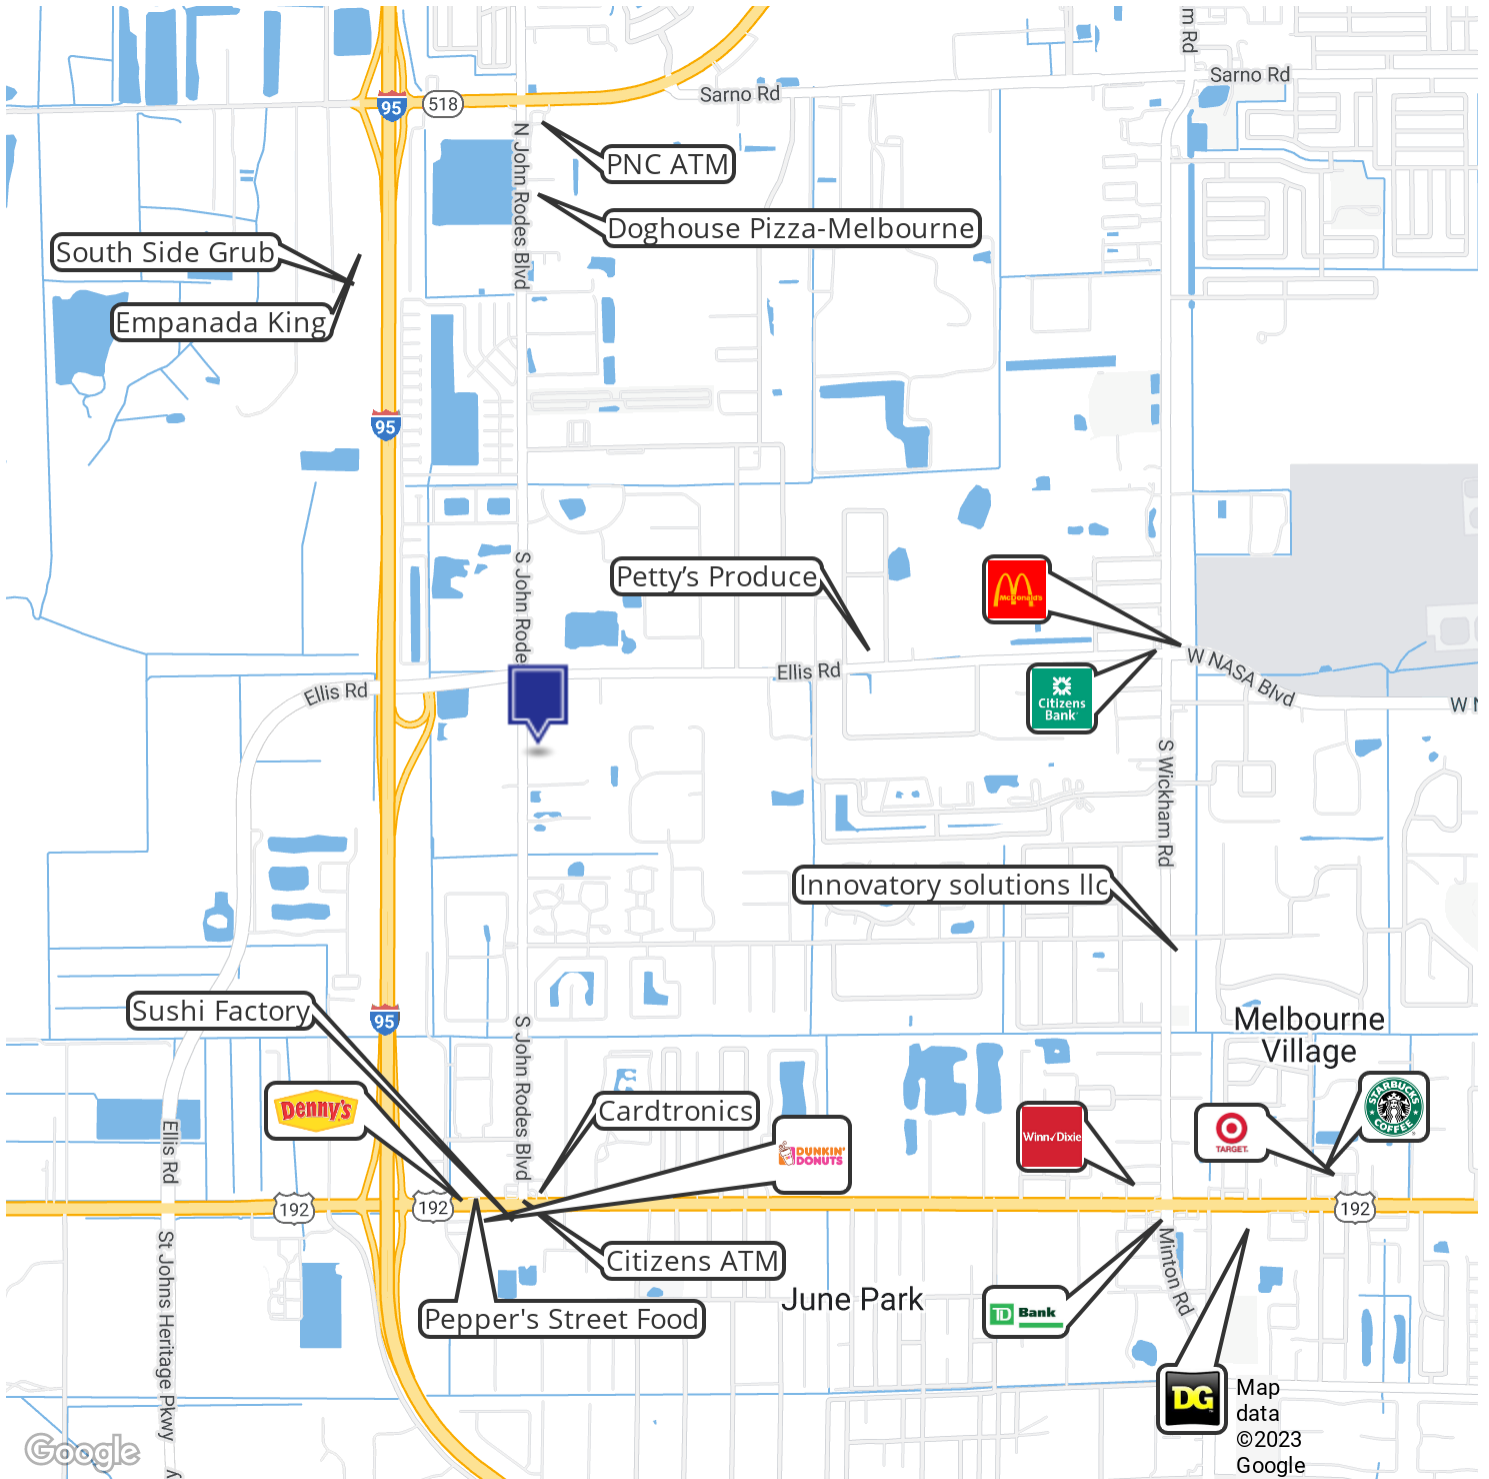 m Rd
Sarno Rd
95
518
Sarno Rd
N John Rodes Blvd
PNC ATM
Doghouse Pizza-Melbourne
South Side Grub
Empanada King
95
S John Rode
Petty’s Produce
McDonald's
W NASA Blvd
W N
Ellis Rd
Ellis Rd
Citizens
Bank
S Wickham Rd
Innovatory solutions llc
Sushi Factory
95
S John Rodes Blvd
Melbourne
Village
Denny's
Cardtronics
DUNKIN'
DONUTS
Winn✓Dixie
TARGET
STARBUCKS
COFFEE
Ellis Rd
192
192
192
St Johns Heritage Pkwy
Citizens ATM
Pepper's Street Food
June Park
Minton Rd
TD Bank
DG
Map
data
©2023
Google
Google